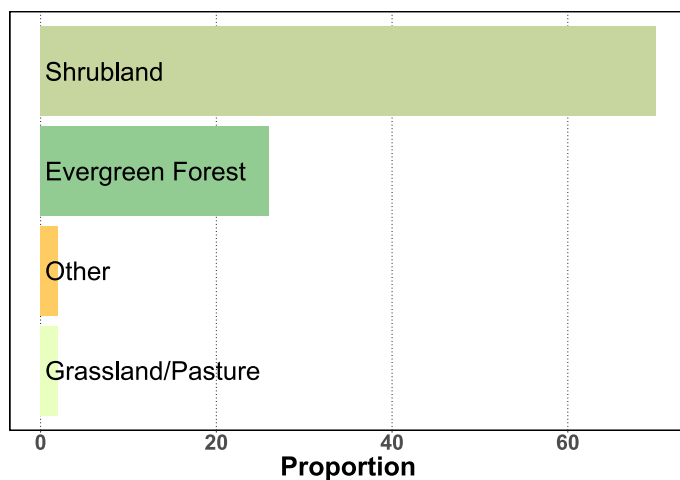 Shrubland
Evergreen Forest
Other
Grassland/Pasture
0 20 40 60
Proportion